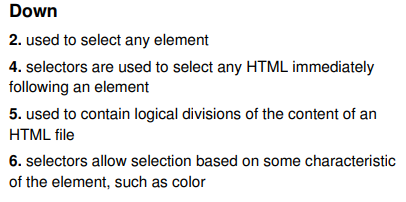 Down
2. used to select any element
4. selectors are used to select any HTML immediately
following an element
5. used to contain logical divisions of the content of an
HTML file
6. selectors allow selection based on some characteristic
of the element, such as color